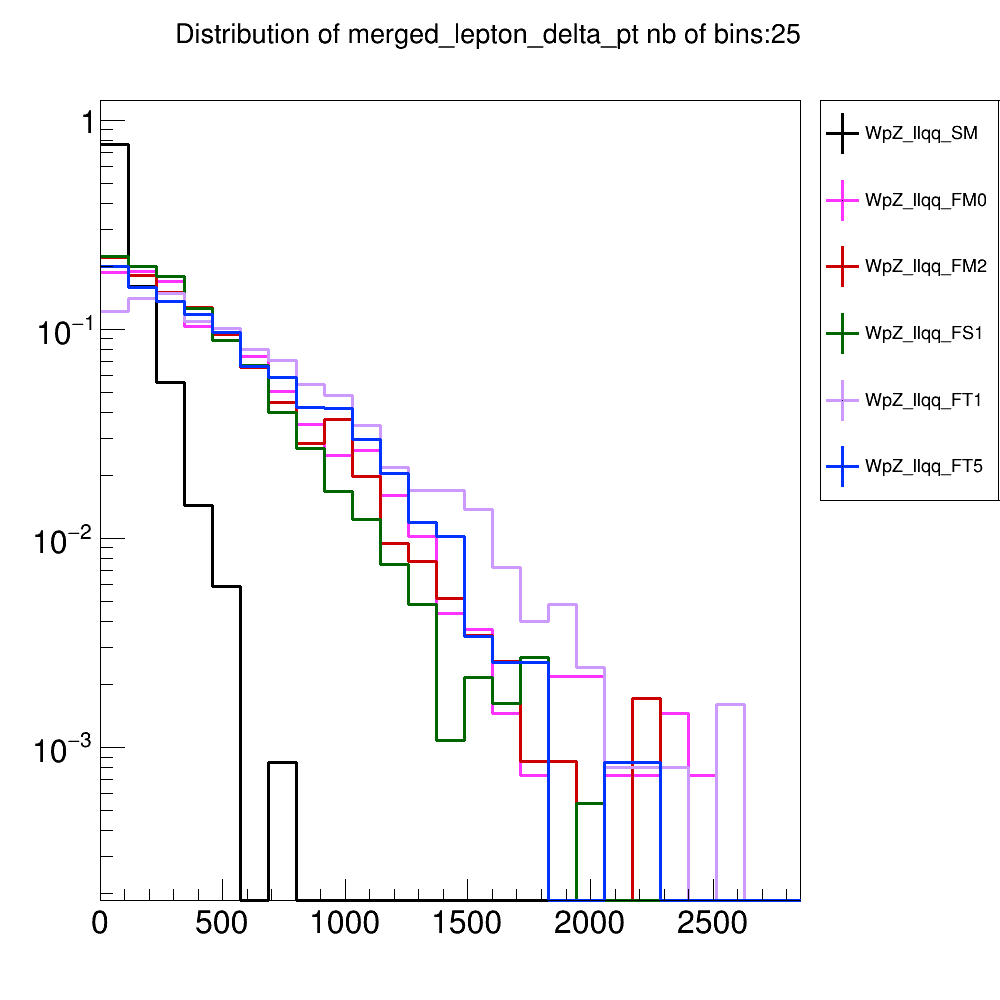 Distribution of merged_lepton_delta_pt nb of bins:25
1
10−1
10−2
10−3
0 500 1000 1500 2000 2500
WpZ_llqq_SM
WpZ_llqq_FM0
WpZ_llqq_FM2
WpZ_llqq_FS1
WpZ_llqq_FT1
WpZ_llqq_FT5